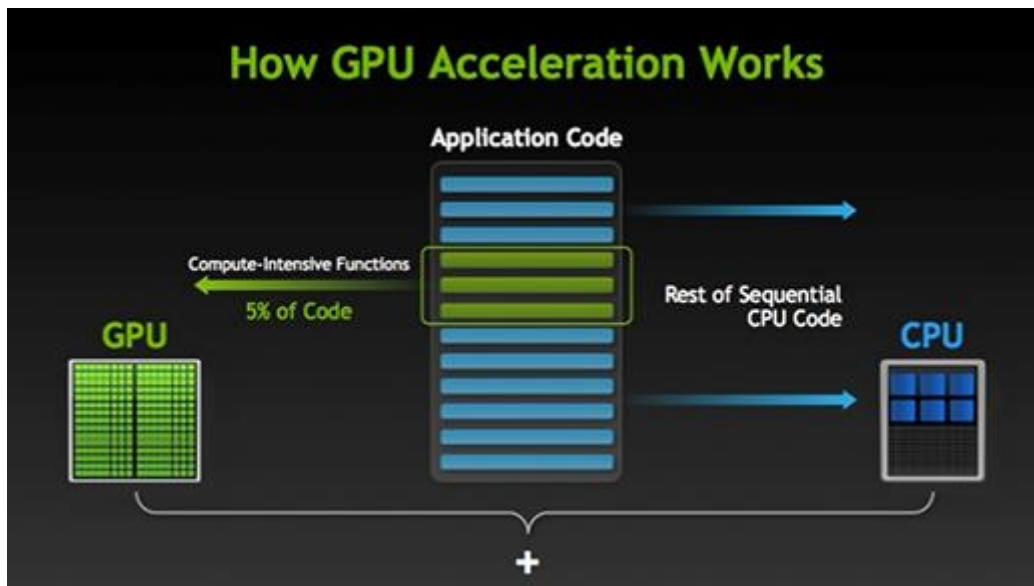 How GPU Acceleration Works
Application Code
Compute-Intensive Functions
5% of Code
Rest of Sequential
CPU Code
GPU
CPU
+